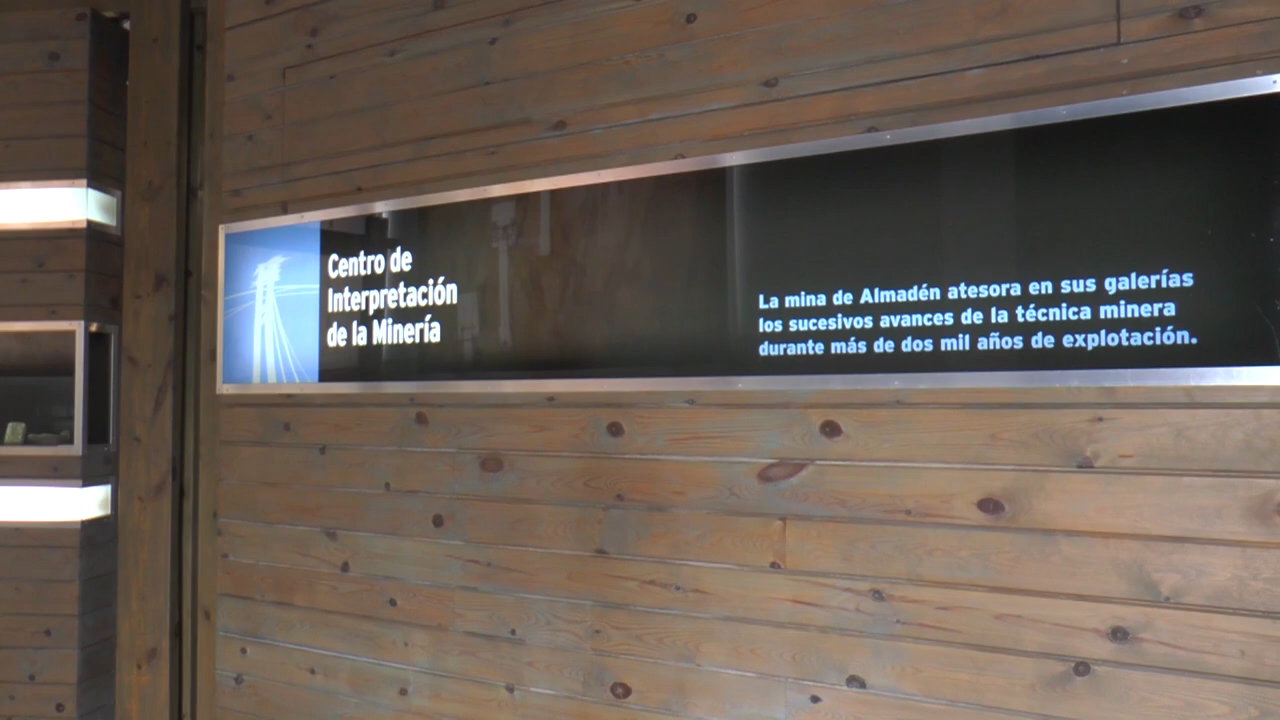 Centro de
Interpretación
de la Minería
La mina de Almadén atesora en sus galerías
los sucesivos avances de la técnica minera
durante más de dos mil años de explotación.